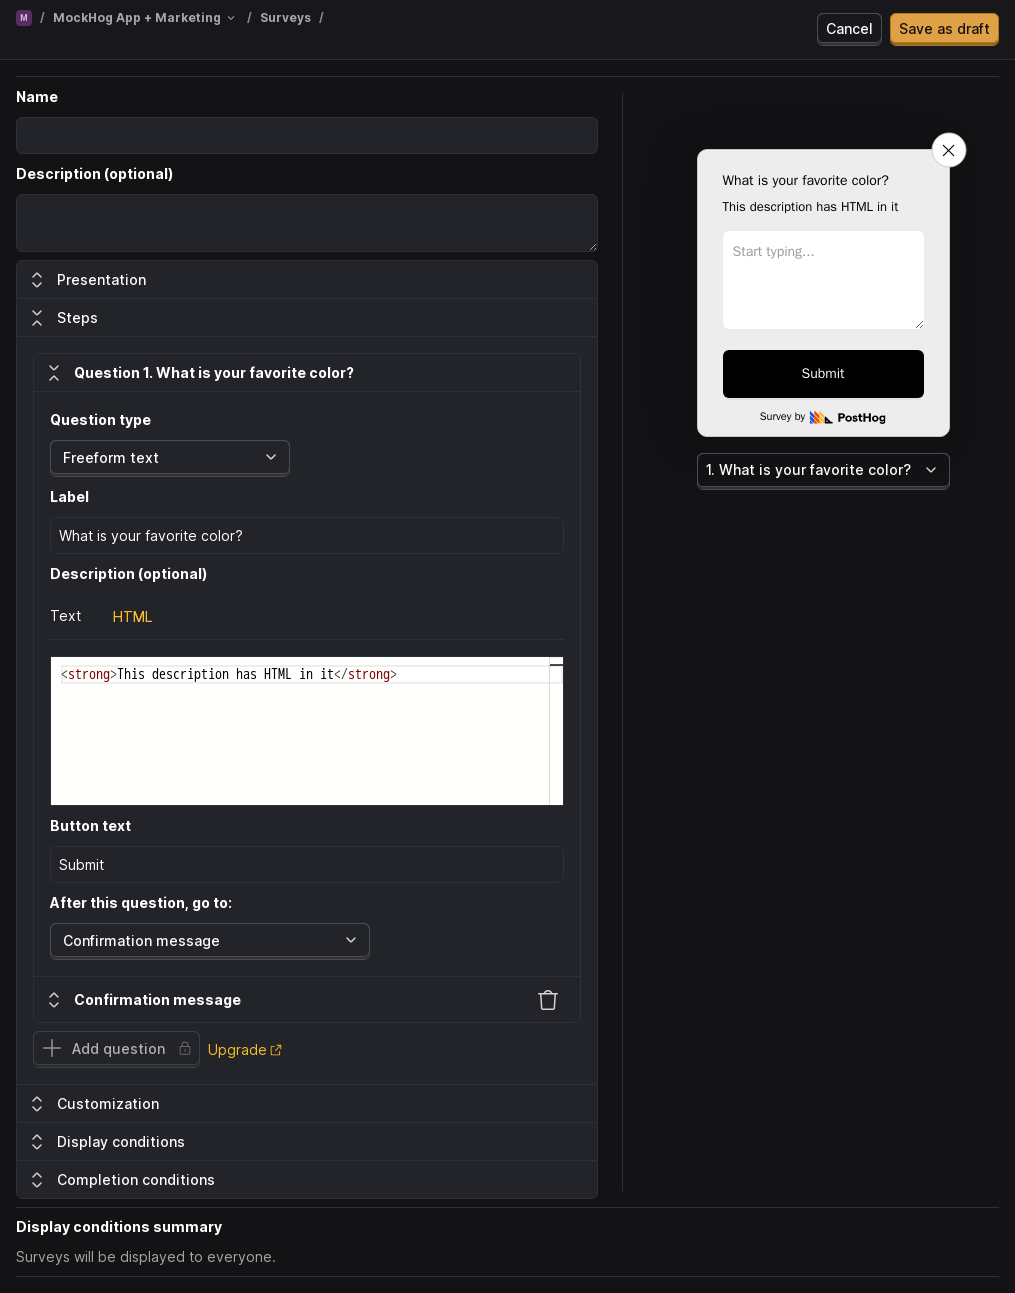 M / MockHog App + Marketing / Surveys /
Cancel Save as draft
Name
Description (optional)
Presentation
Steps
Question 1. What is your favorite color?
Question type
Freeform text
Label
What is your favorite color?
Description (optional)
Text HTML
<strong>This description has HTML in it</strong>
Button text
Submit
After this question, go to:
Confirmation message
Confirmation message
Add question Upgrade
Customization
Display conditions
Completion conditions
What is your favorite color?
This description has HTML in it
Start typing...
Submit
Survey by PostHog
1. What is your favorite color?
Display conditions summary
Surveys will be displayed to everyone.